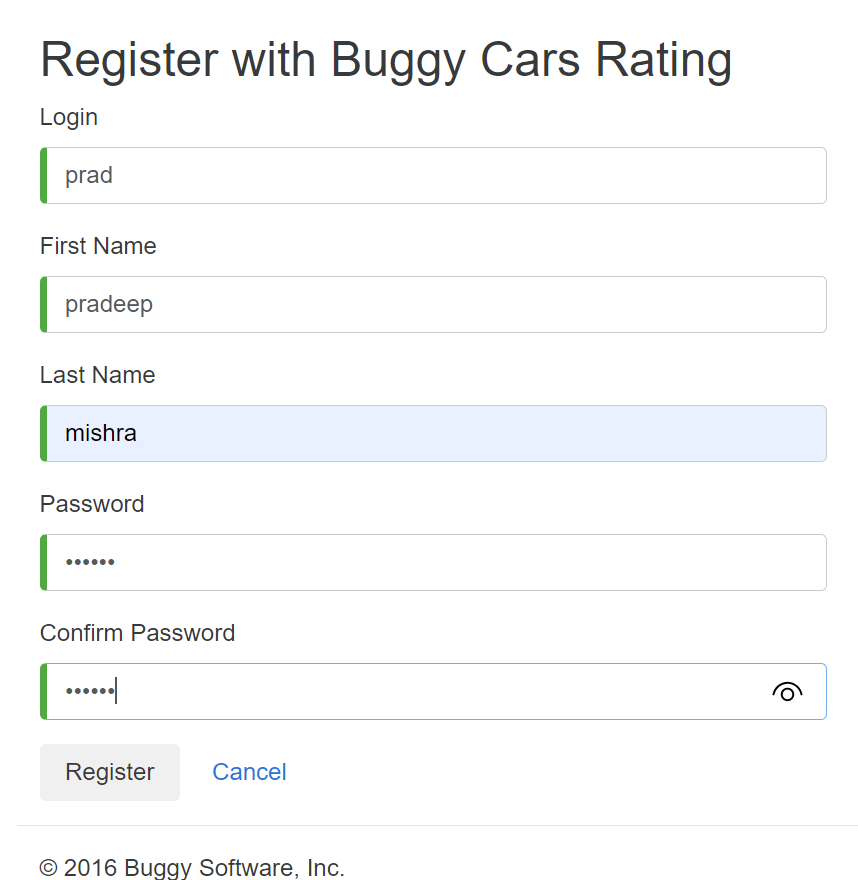 Register with Buggy Cars Rating
Login
prad
First Name
pradeep
Last Name
mishra
Password
••••••
Confirm Password
••••••
Register Cancel
© 2016 Buggy Software, Inc.